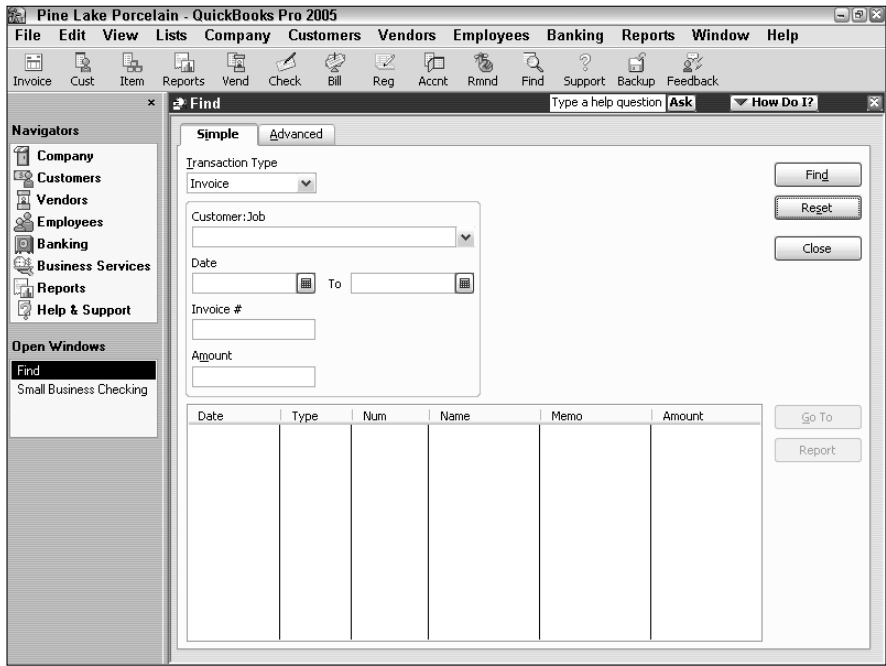 Pine Lake Porcelain - QuickBooks Pro 2005
File Edit View Lists Company Customers Vendors Employees Banking Reports Window Help
Invoice Cust Item Reports Vend Check Bill Reg Accnt Rmnd Find Support Backup Feedback
Find Type a help question Ask How Do I?
Navigators
Company
Customers
Vendors
Employees
Banking
Business Services
Reports
Help & Support
Open Windows
Find
Small Business Checking
Simple Advanced
Transaction Type
Invoice
Customer:Job
Date
To
Invoice #
Amount
Find
Reset
Close
Date Type Num Name Memo Amount
Go To
Report